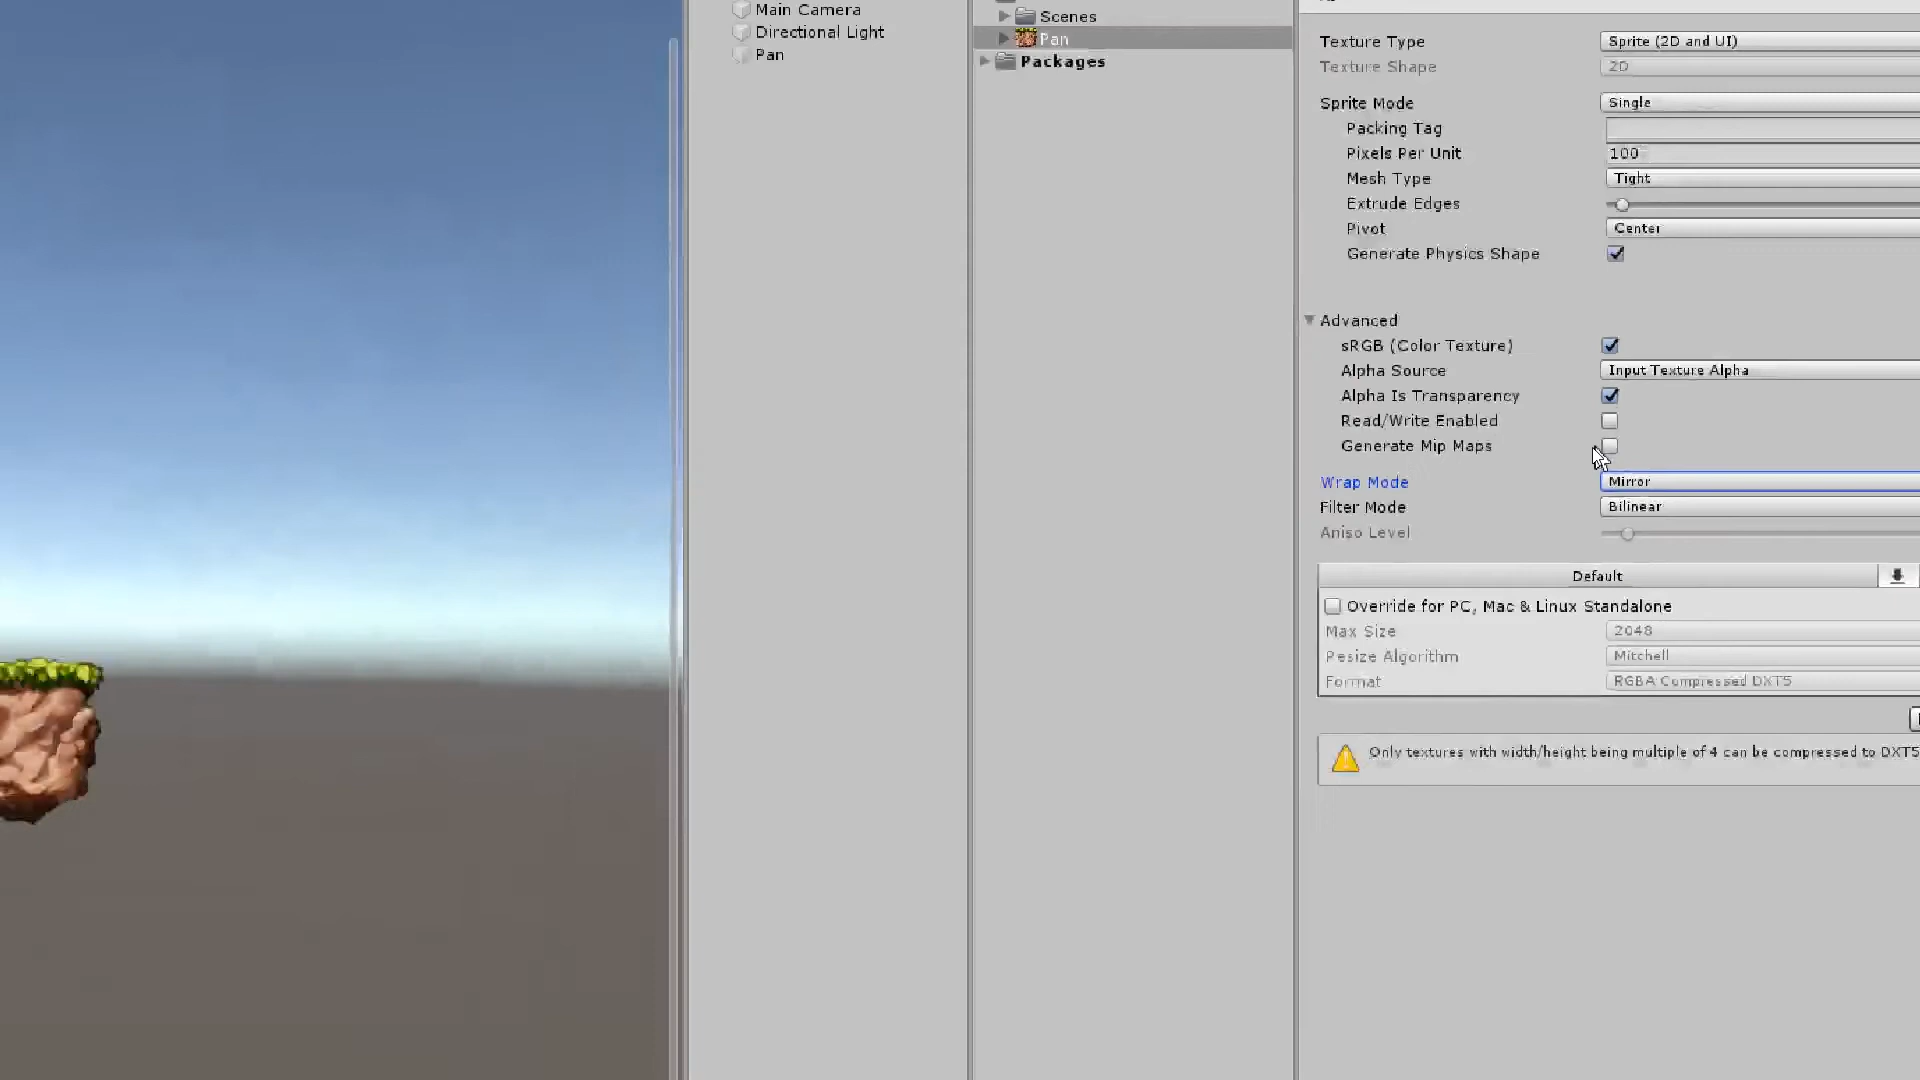 Main Camera
Directional Light
Pan
Scenes
Pan
Packages
Texture Type Sprite (2D and UI)
Texture Shape 2D
Sprite Mode Single
Packing Tag
Pixels Per Unit 100
Mesh Type Tight
Extrude Edges
Pivot Center
Generate Physics Shape
Advanced
sRGB (Color Texture)
Alpha Source Input Texture Alpha
Alpha Is Transparency
Read/Write Enabled
Generate Mip Maps
Wrap Mode Mirror
Filter Mode Bilinear
Aniso Level
Default
Override for PC, Mac & Linux Standalone
Max Size 2048
Resize Algorithm Mitchell
Format RGBA Compressed DXT5
Only textures with width/height being multiple of 4 can be compressed to DXT5